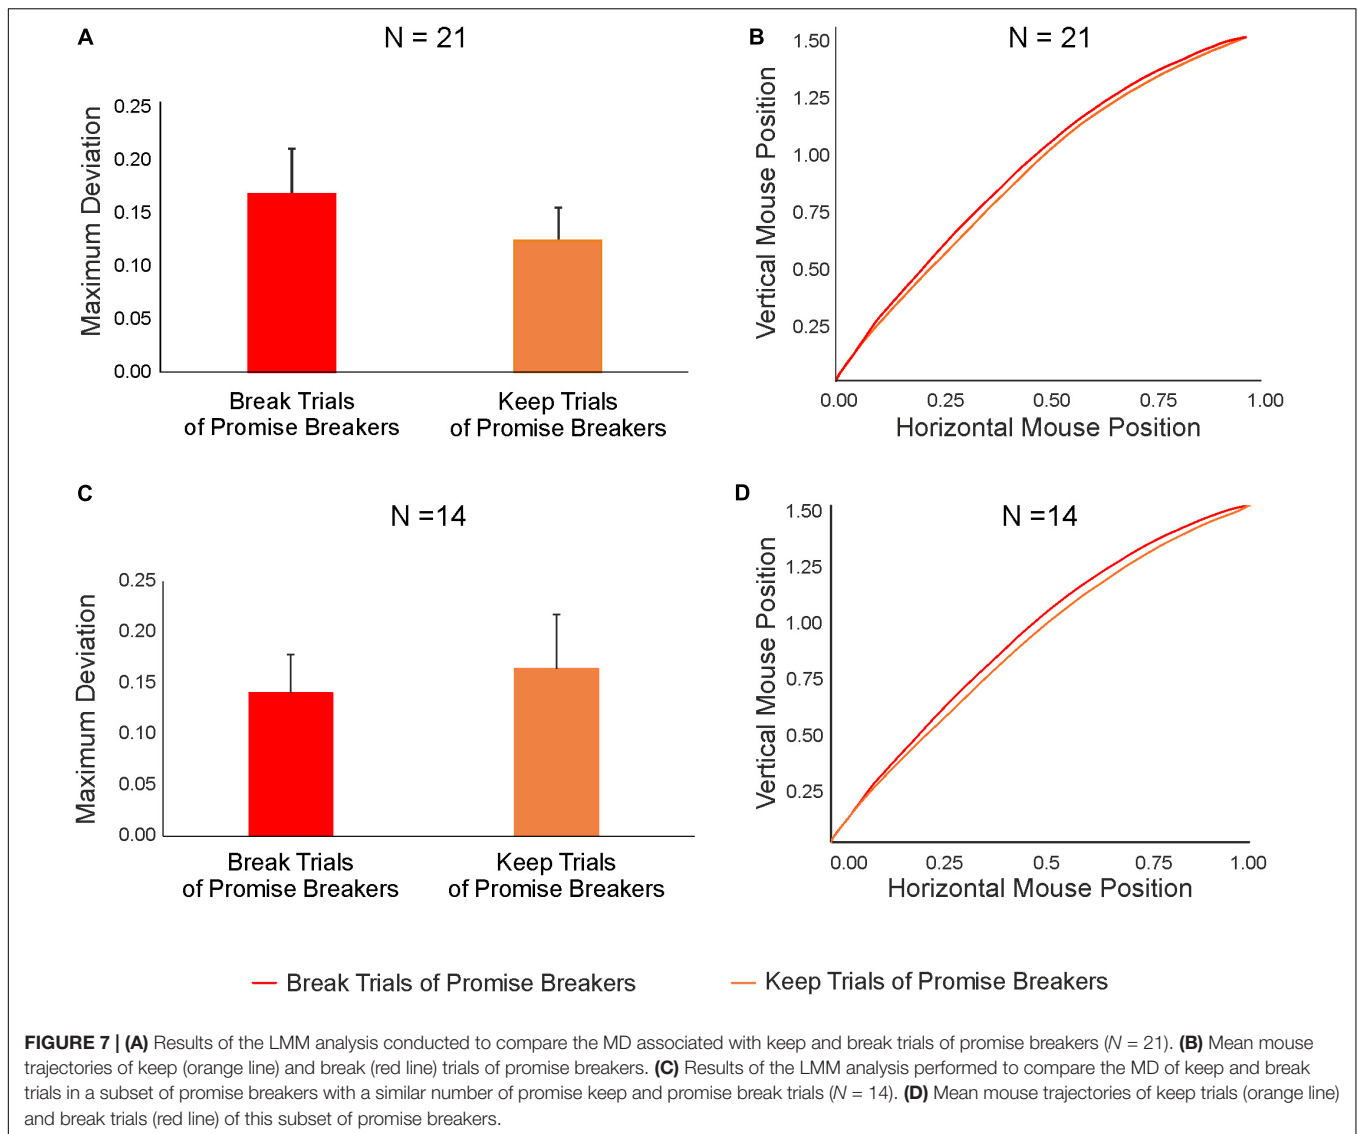 A
N = 21
Maximum Deviation
0.25
0.20
0.15
0.10
0.05
0.00
Break Trials
of Promise Breakers
Keep Trials
of Promise Breakers
B
N = 21
Vertical Mouse Position
1.50
1.25
1.00
0.75
0.50
0.25
0.00 0.25 0.50 0.75 1.00
Horizontal Mouse Position
C
N =14
Maximum Deviation
0.25
0.20
0.15
0.10
0.05
0.00
Break Trials
of Promise Breakers
Keep Trials
of Promise Breakers
D
N =14
Vertical Mouse Position
1.50
1.25
1.00
0.75
0.50
0.25
0.00 0.25 0.5 0.75 1.00
Horizontal Mouse Position
Break Trials of Promise Breakers
Keep Trials of Promise Breakers
FIGURE 7 | (A) Results of the LMM analysis conducted to compare the MD associated with keep and break trials of promise breakers (N = 21). (B) Mean mouse
trajectories of keep (orange line) and break (red line) trials of promise breakers. (C) Results of the LMM analysis performed to compare the MD of keep and break
trials in a subset of promise breakers with a similar number of promise keep and promise break trials (N = 14). (D) Mean mouse trajectories of keep trials (orange line)
and break trials (red line) of this subset of promise breakers.